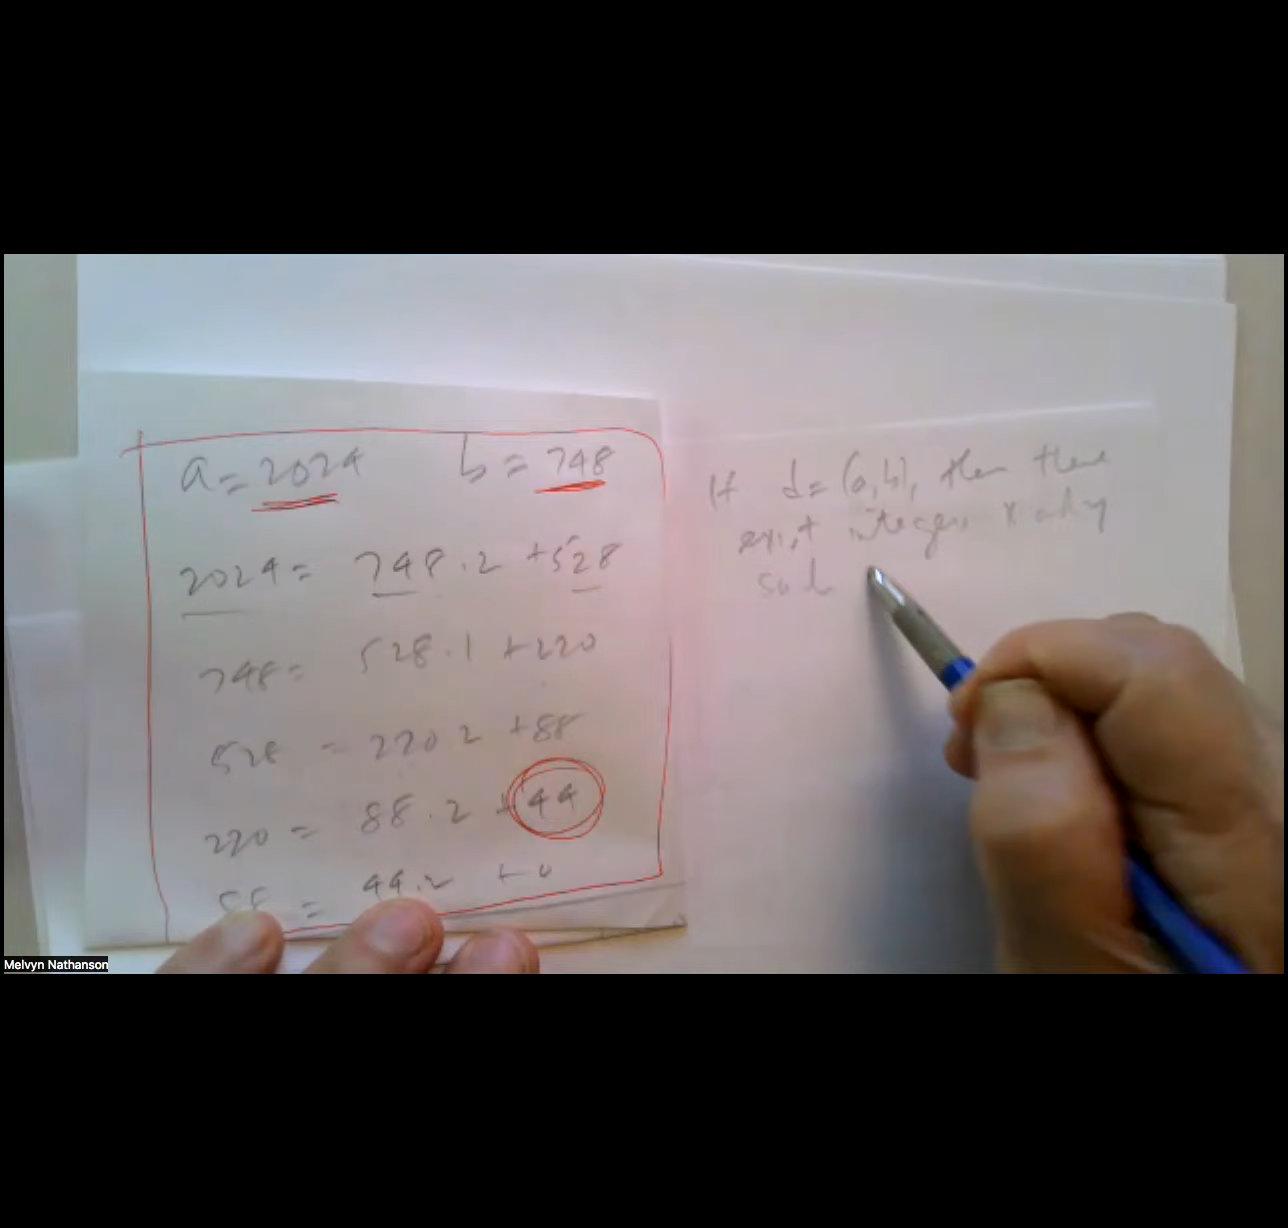 a = 2024 b = 748
2024 = 748 . 2 + 528
748 = 528 . 1 + 220
528 = 220 2 + 88
220 = 88 . 2 + 44
88 = 44 . 2 + 0
If d = (a, b), then there
exist integers x and y
such
Melvyn Nathanson